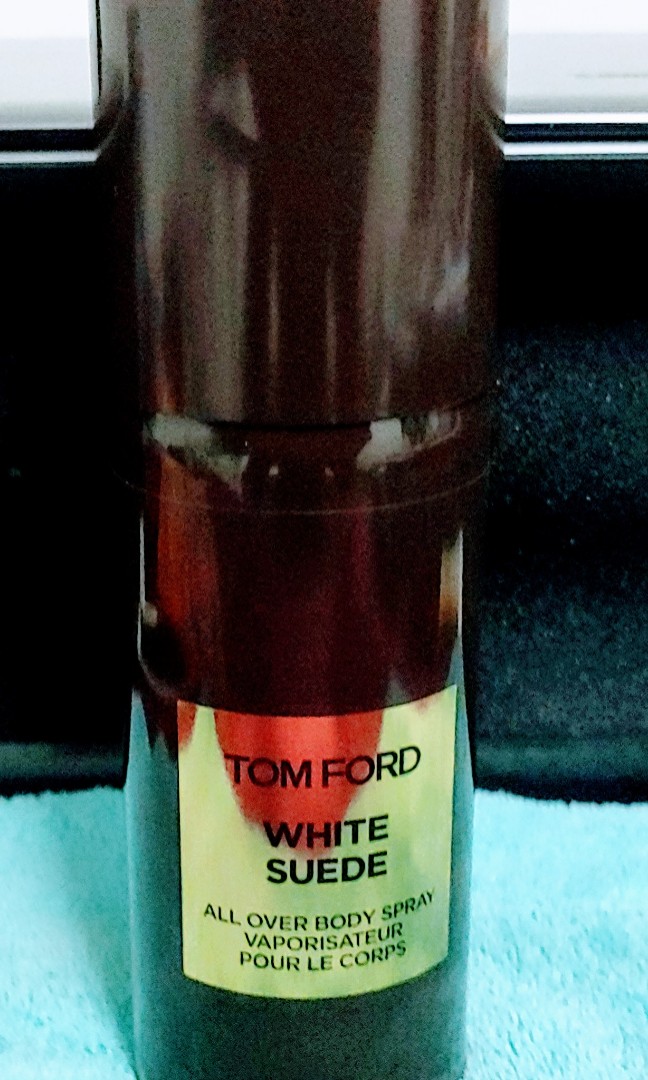 TOM FORD
WHITE
SUEDE
ALL OVER BODY SPRAY
VAPORISATEUR
POUR LE CORPS